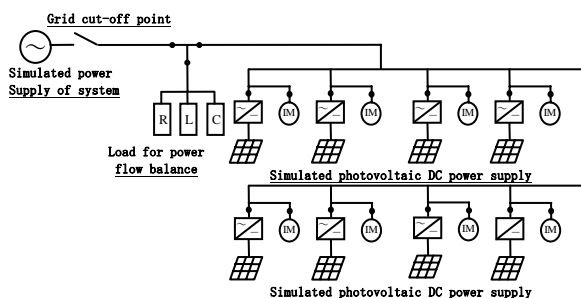 Grid cut-off point
Simulated power
Supply of system
R L C
IM IM IM IM
Load for power
flow balance
Simulated photovoltaic DC power supply
IM IM IM IM
Simulated photovoltaic DC power supply